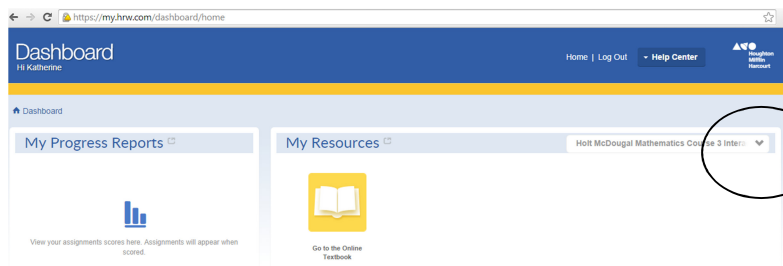 https://my.hrw.com/dashboard/home
Dashboard
Hi Katherine
Home | Log Out
Help Center
Houghton
Mifflin
Harcourt
Dashboard
My Progress Reports
My Resources
Holt McDougal Mathematics Course 3 Intera
View your assignments scores here. Assignments will appear when
scored.
Go to the Online
Textbook